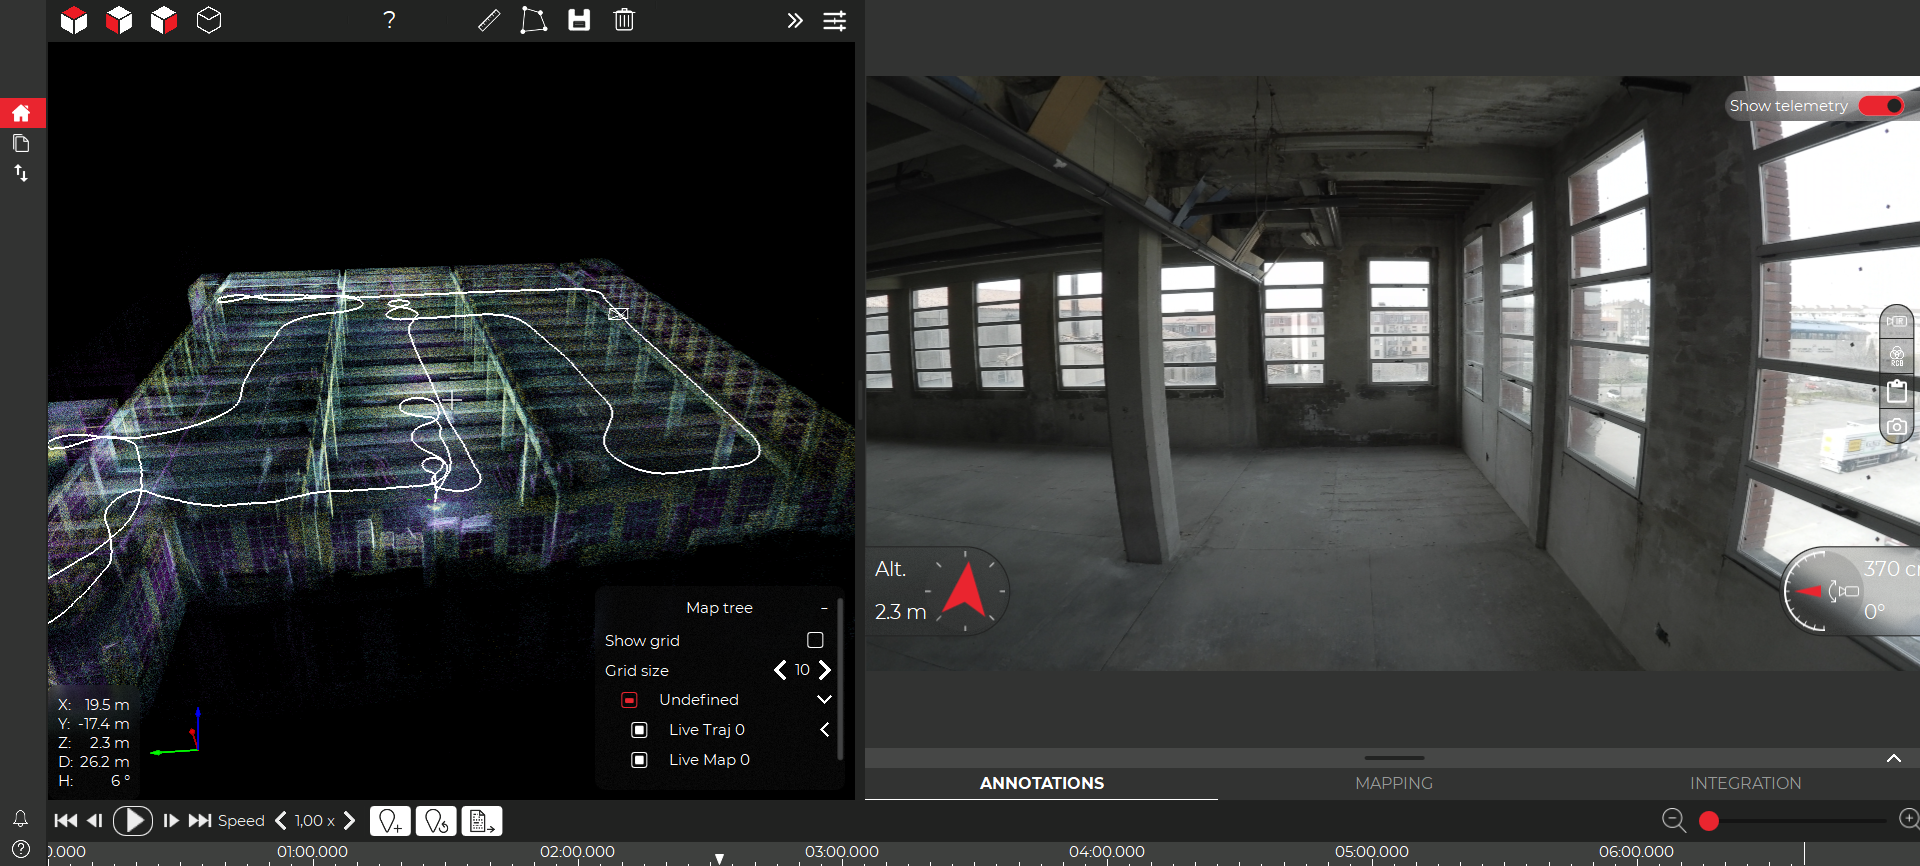 ?
Show telemetry
Alt.
2.3 m
370 cm
0°
RGB
Map tree
Show grid
Grid size
10
Undefined
Live Traj 0
Live Map 0
X: 19.5 m
Y: -17.4 m
Z: 2.3 m
D: 26.2 m
H: 6 °
ANNOTATIONS
MAPPING
INTEGRATION
Speed
1,00 x
0.000 01:00.000 02:00.000 03:00.000 04:00.000 05:00.000 06:00.000